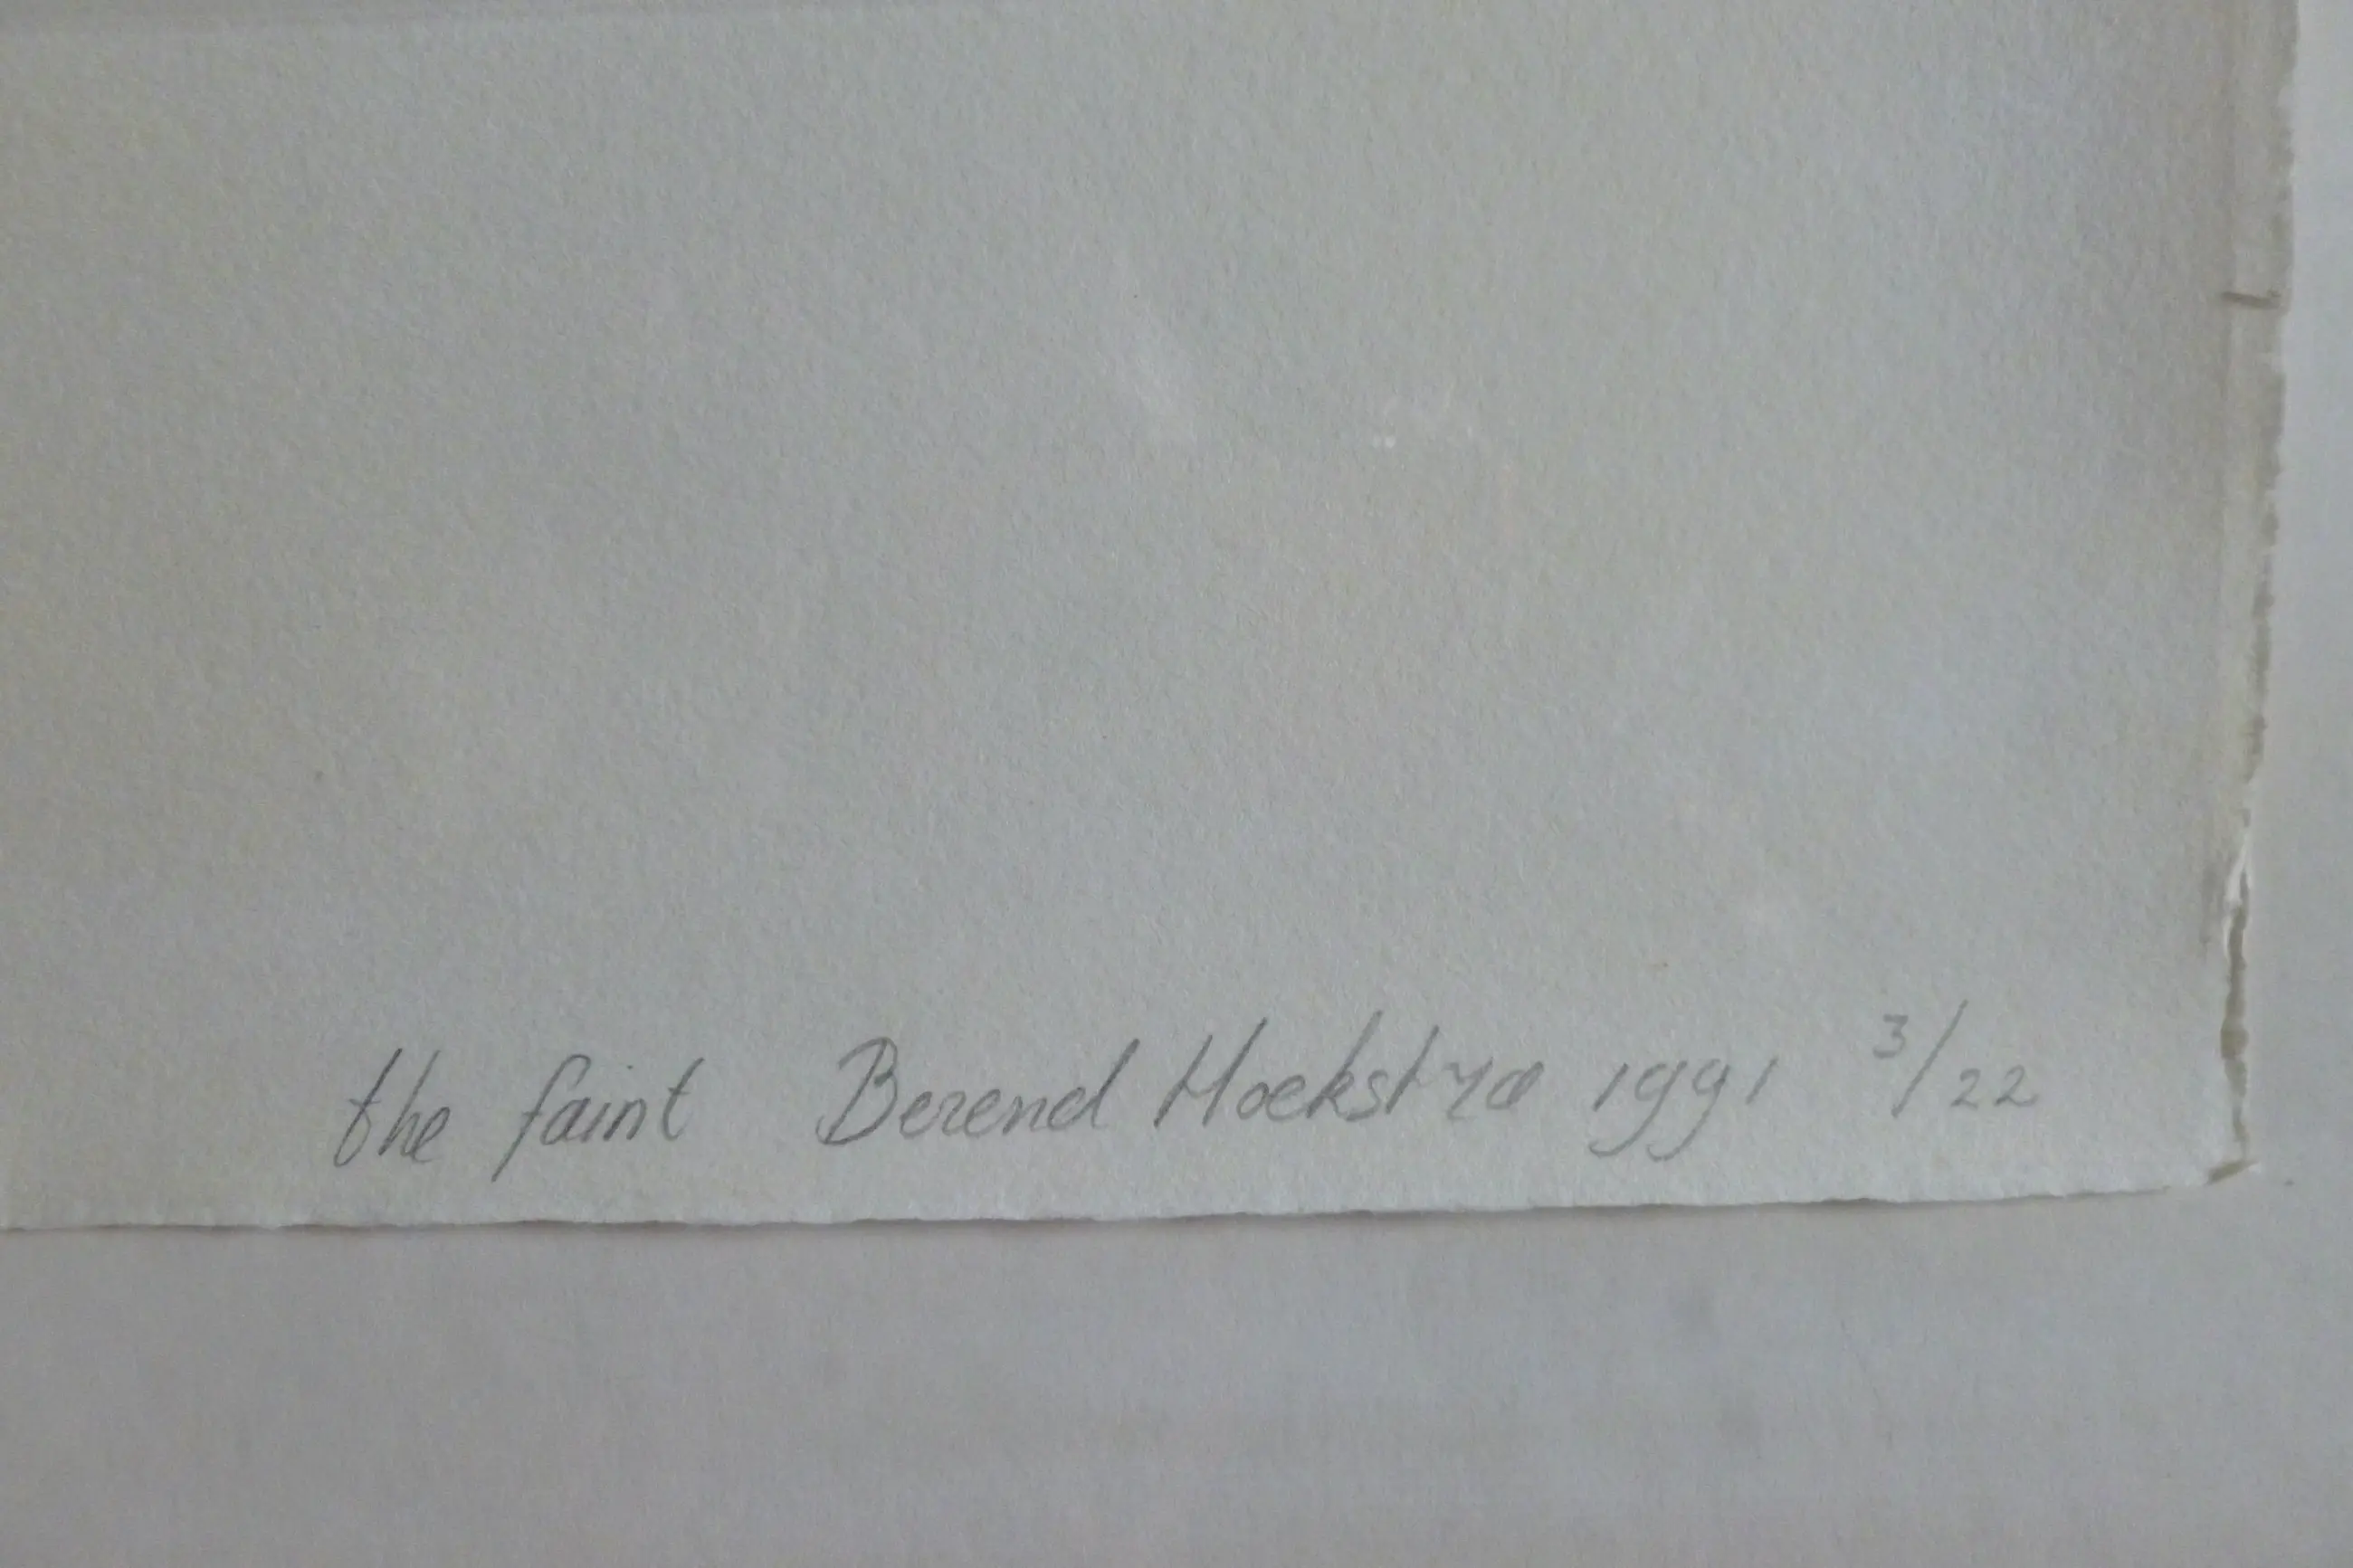 the faint Berend Hoekstra 1991 3/22